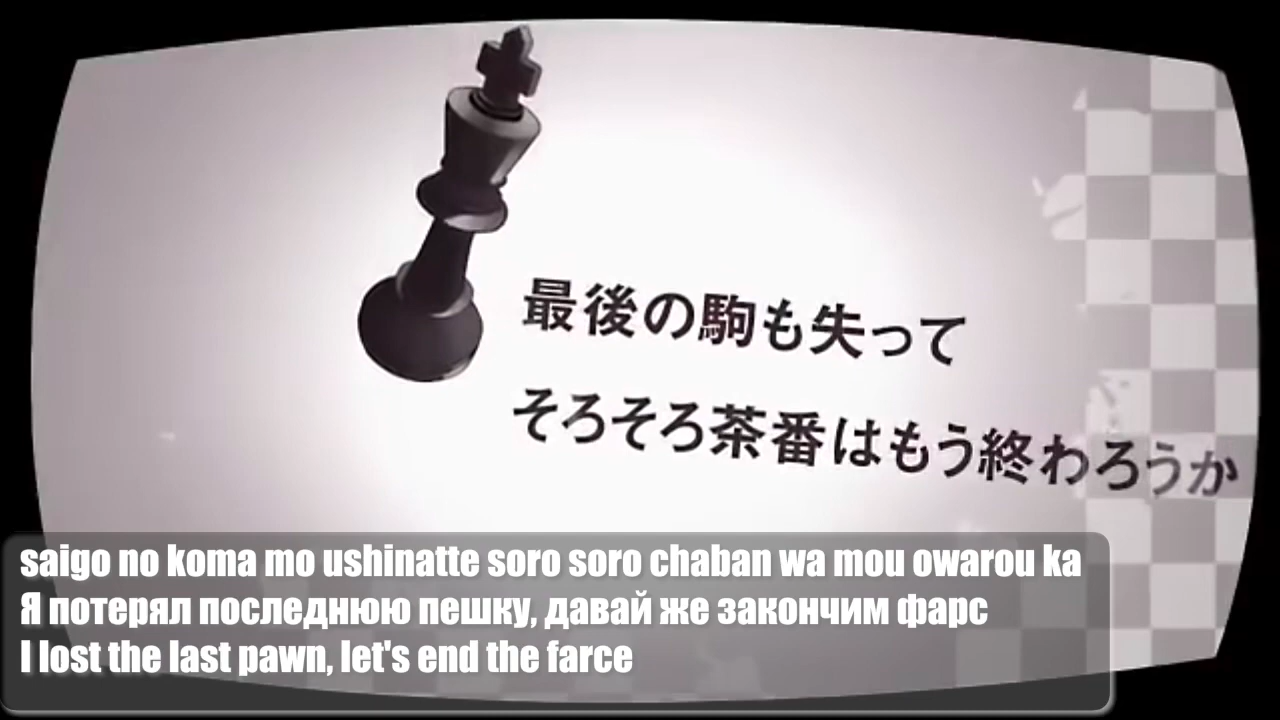 最後の駒も失って
そろそろ茶番はもう終わろうか
saigo no koma mo ushinatte soro soro chaban wa mou owarou ka
Я потерял последнюю пешку, давай же закончим фарс
I lost the last pawn, let's end the farce